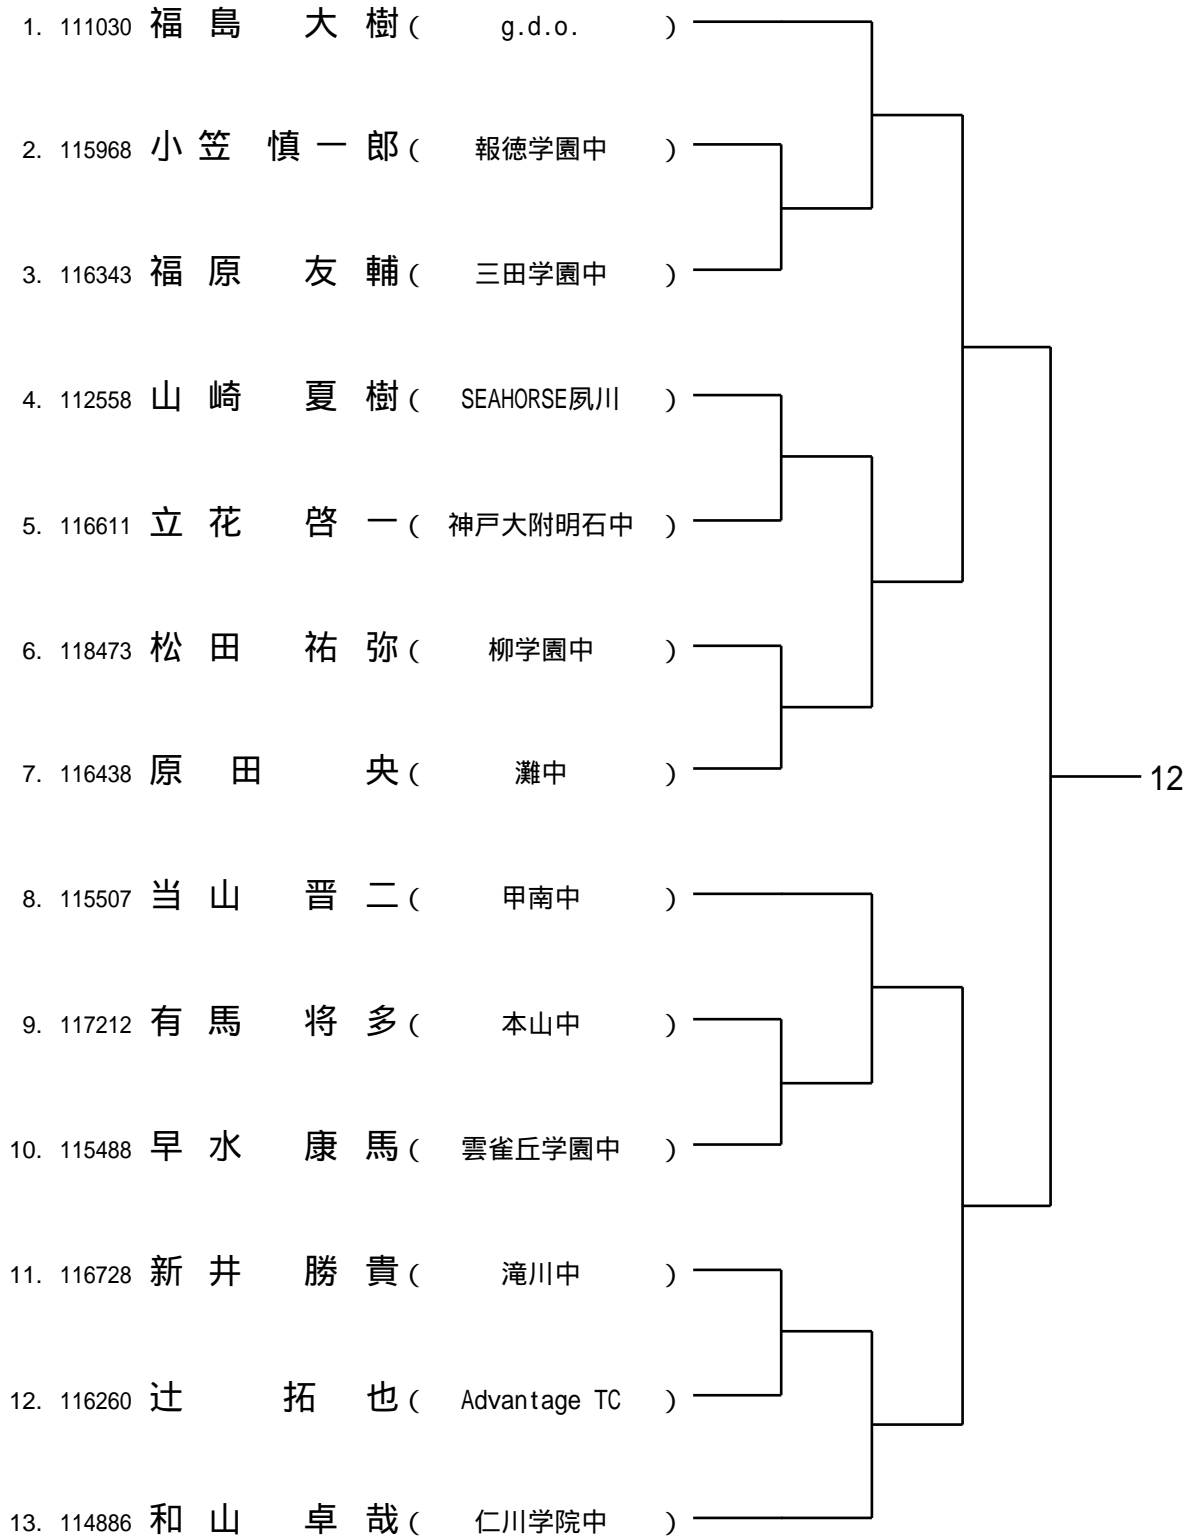 1. 111030 福島 大樹 ( g.d.o. )
2. 115968 小笠 慎一郎 ( 報徳学園中 )
3. 116343 福原 友輔 ( 三田学園中 )
4. 112558 山崎 夏樹 ( SEAHORSE夙川 )
5. 116611 立花 啓一 ( 神戸大附明石中 )
6. 118473 松田 祐弥 ( 柳学園中 )
7. 116438 原田 央 ( 灘中 )
12
8. 115507 当山 晋二 ( 甲南中 )
9. 117212 有馬 将多 ( 本山中 )
10. 115488 早水 康馬 ( 雲雀丘学園中 )
11. 116728 新井 勝貴 ( 滝川中 )
12. 116260 辻 拓也 ( Advantage TC )
13. 114886 和山 卓哉 ( 仁川学院中 )